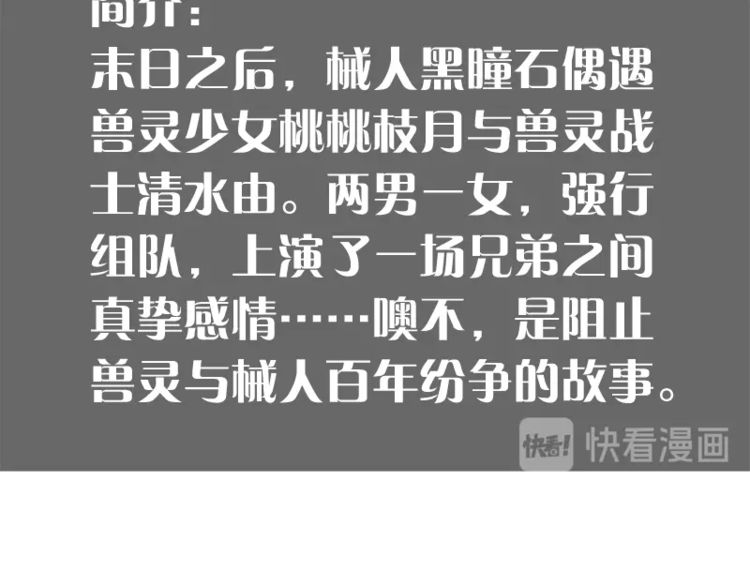 简介：
末日之后，械人黑瞳石偶遇
兽灵少女桃桃枝月与兽灵战
士清水由。两男一女，强行
组队，上演了一场兄弟之间
真挚感情……噢不，是阻止
兽灵与械人百年纷争的故事。
快看！ 快看漫画